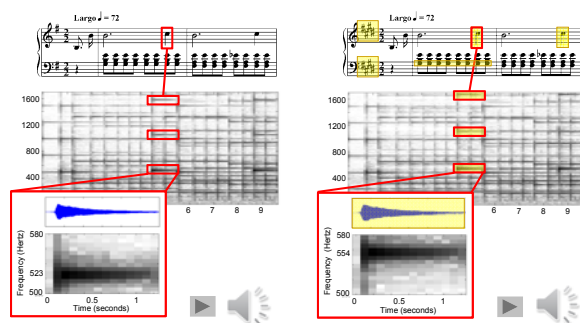 Largo ♩ = 72
1600
1200
800
400
6 7 8 9
580
523
500
Frequency (Hertz)
0 0.5 1
Time (seconds)
Largo ♩ = 72
1600
1200
800
400
6 7 8 9
580
554
500
Frequency (Hertz)
0 0.5 1
Time (seconds)